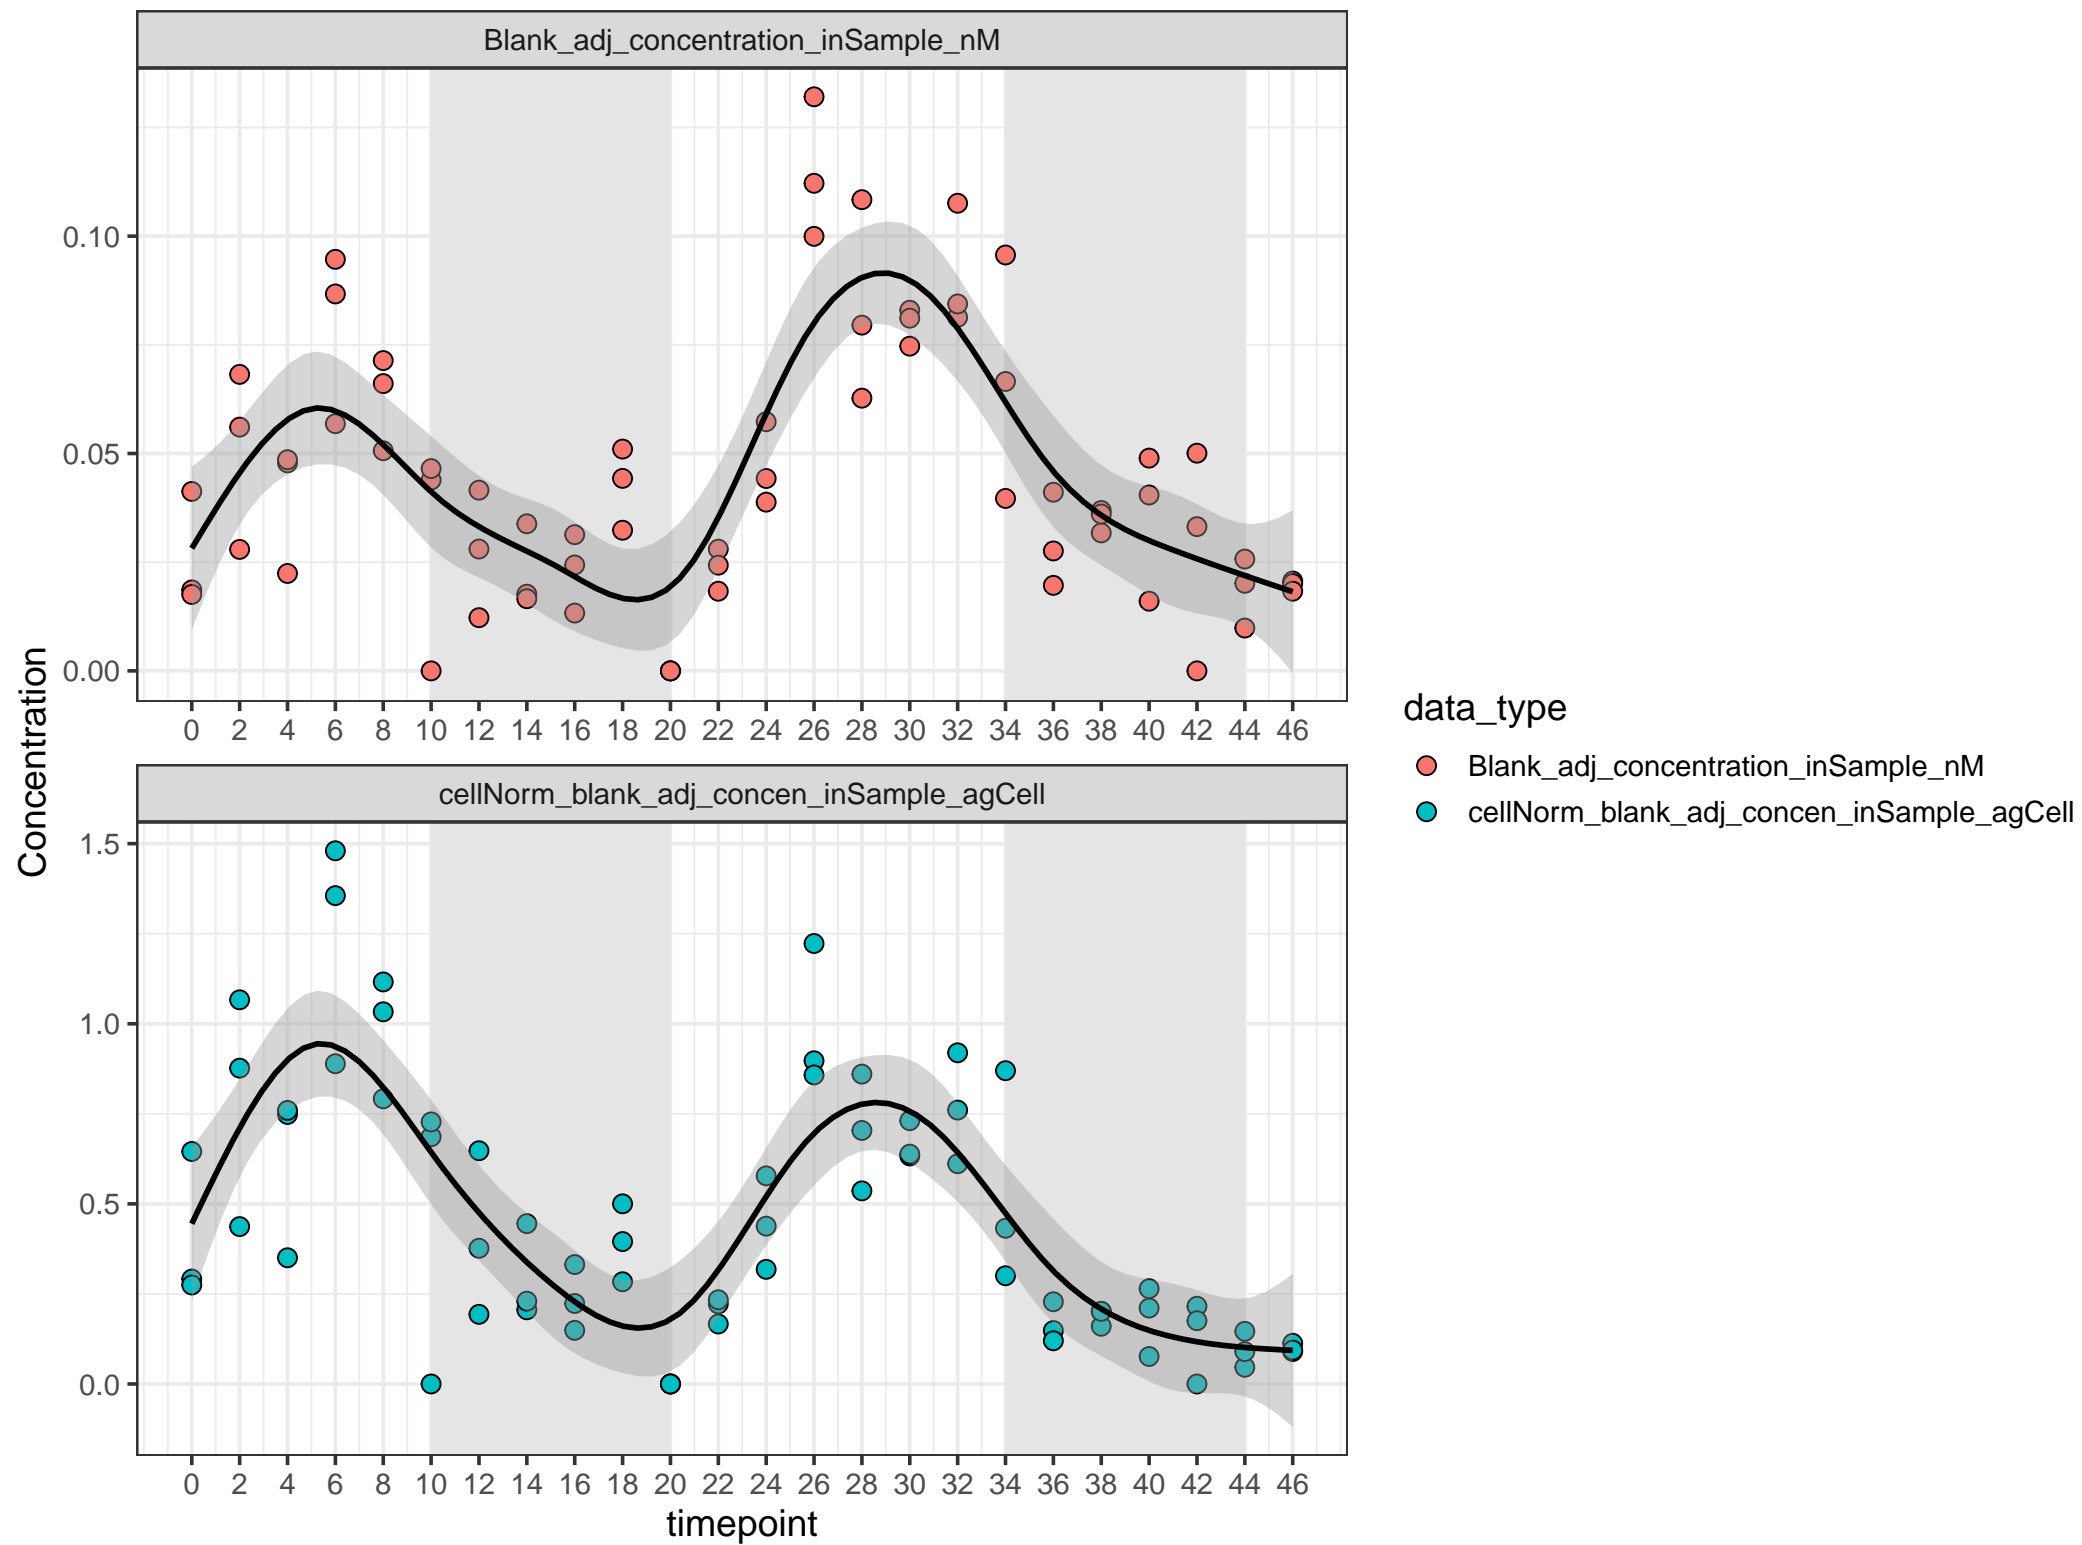 Blank_adj_concentration_inSample_nM
0.10
0.05
0.00
0 2 4 6 8 10 12 14 16 18 20 22 24 26 28 30 32 34 36 38 40 42 44 46
Concentration
cellNorm_blank_adj_concen_inSample_agCell
1.5
1.0
0.5
0.0
0 2 4 6 8 10 12 14 16 18 20 22 24 26 28 30 32 34 36 38 40 42 44 46
timepoint
data_type
Blank_adj_concentration_inSample_nM
cellNorm_blank_adj_concen_inSample_agCell